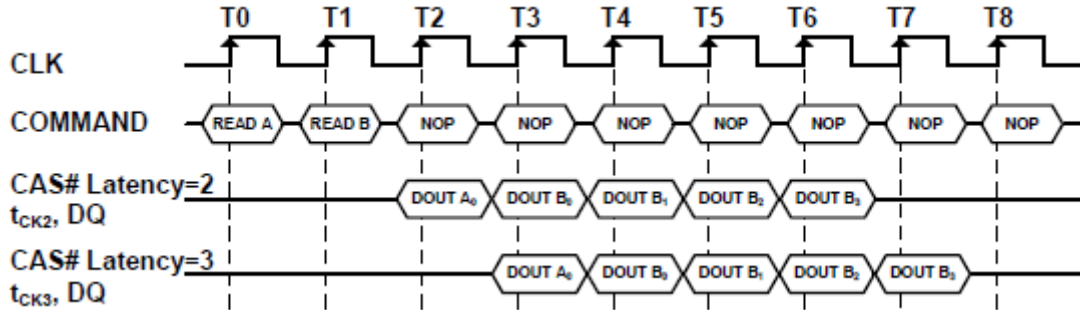 T0 T1 T2 T3 T4 T5 T6 T7 T8
CLK
COMMAND READ A READ B NOP NOP NOP NOP NOP NOP NOP
CAS# Latency=2
tCK2, DQ DOUT A0 DOUT B0 DOUT B1 DOUT B2 DOUT B3
CAS# Latency=3
tCK3, DQ DOUT A0 DOUT B0 DOUT B1 DOUT B2 DOUT B3